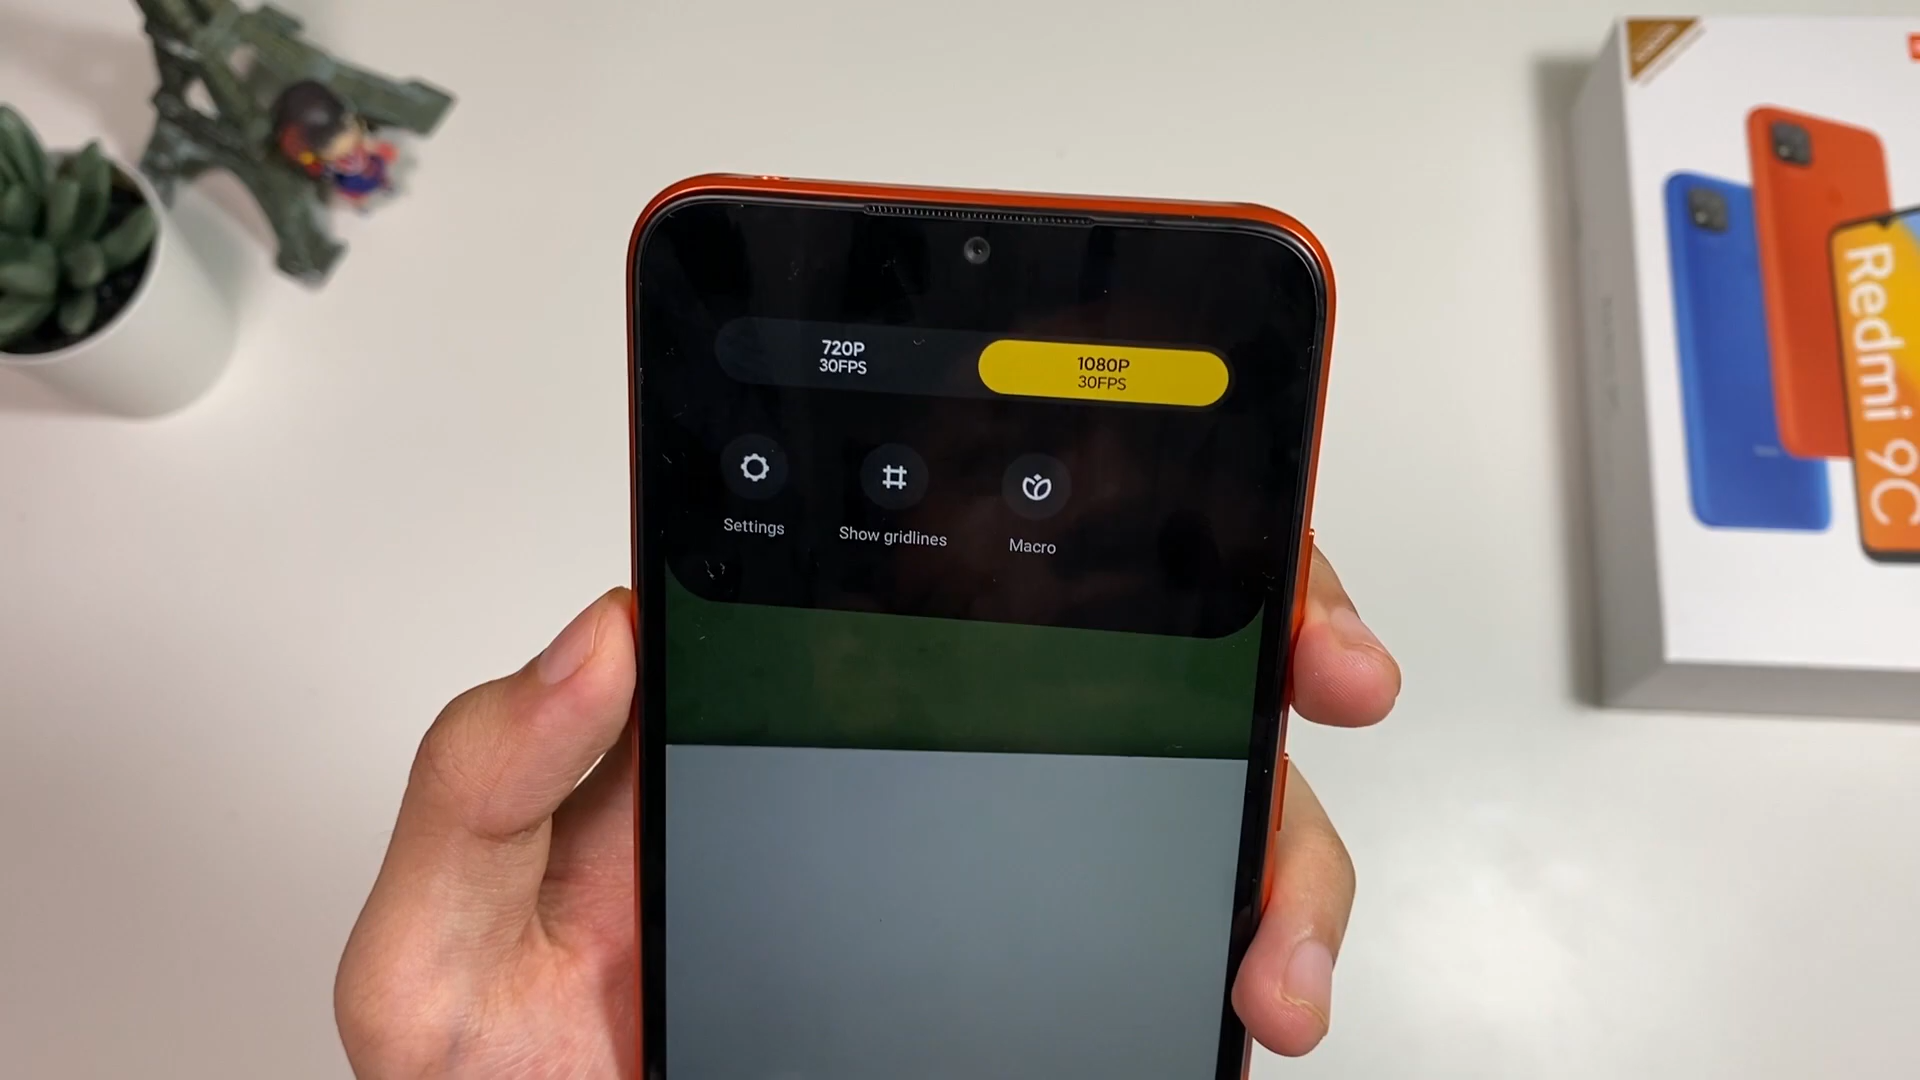 720P
30FPS
1080P
30FPS
Settings
Show gridlines
Macro
Redmi 9C